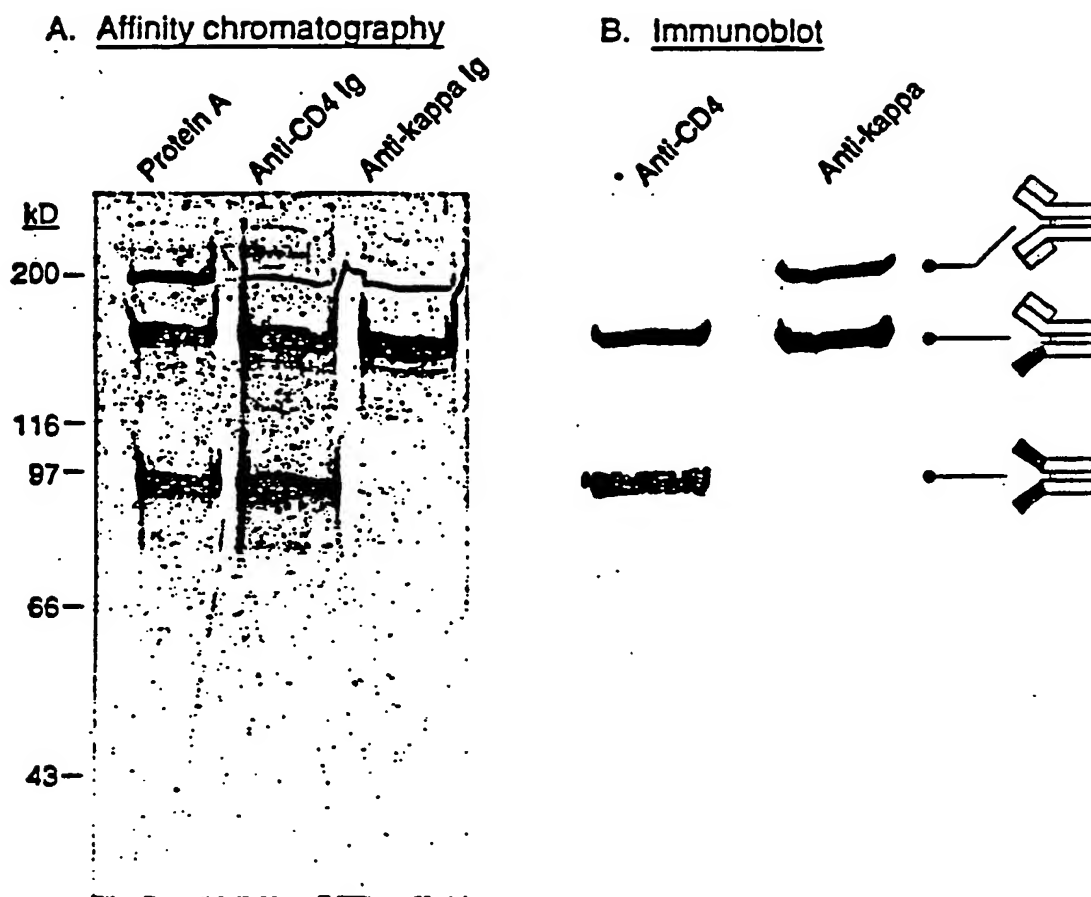 A. Affinity chromatography
Protein A
Anti-CD4 Ig
Anti-kappa Ig
kD
200
116
97
66
43
B. Immunoblot
Anti-CD4
Anti-kappa